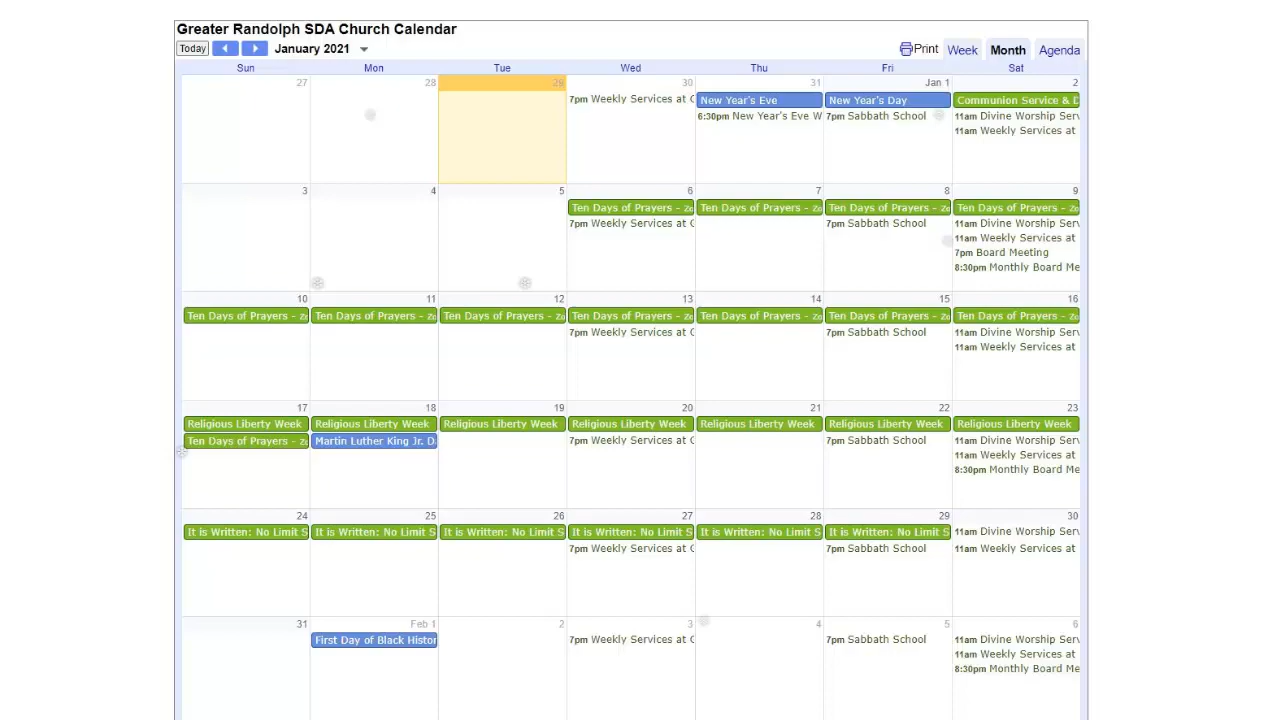 Greater Randolph SDA Church Calendar
Today January 2021 Print Week Month Agenda
Sun Mon Tue Wed Thu Fri Sat
27 28 29 30 31 Jan 1 2
7pm Weekly Services at New Year's Eve New Year's Day Communion Service &
6:30pm New Year's Eve W 7pm Sabbath School 11am Divine Worship Serv
11am Weekly Services at
3 4 5 6 7 8 9
Ten Days of Prayers - Zo Ten Days of Prayers - Zo Ten Days of Prayers - Zo Ten Days of Prayers - Zo
7pm Weekly Services at 7pm Sabbath School 11am Divine Worship Serv
11am Weekly Services at
7pm Board Meeting
8:30pm Monthly Board Me
10 11 12 13 14 15 16
Ten Days of Prayers - Zo Ten Days of Prayers - Zo Ten Days of Prayers - Zo Ten Days of Prayers - Zo Ten Days of Prayers - Zo Ten Days of Prayers - Zo Ten Days of Prayers - Zo
7pm Weekly Services at 7pm Sabbath School 11am Divine Worship Serv
11am Weekly Services at
17 18 19 20 21 22 23
Religious Liberty Week Religious Liberty Week Religious Liberty Week Religious Liberty Week Religious Liberty Week Religious Liberty Week Religious Liberty Week
Ten Days of Prayers - Zo Martin Luther King Jr. D 7pm Weekly Services at 7pm Sabbath School 11am Divine Worship Serv
11am Weekly Services at
8:30pm Monthly Board Me
24 25 26 27 28 29 30
It is Written: No Limit S It is Written: No Limit S It is Written: No Limit S It is Written: No Limit S It is Written: No Limit S It is Written: No Limit S 11am Divine Worship Serv
7pm Weekly Services at 7pm Sabbath School 11am Weekly Services at
31 Feb 1 2 3 4 5 6
First Day of Black Histor 7pm Weekly Services at 7pm Sabbath School 11am Divine Worship Serv
11am Weekly Services at
8:30pm Monthly Board Me